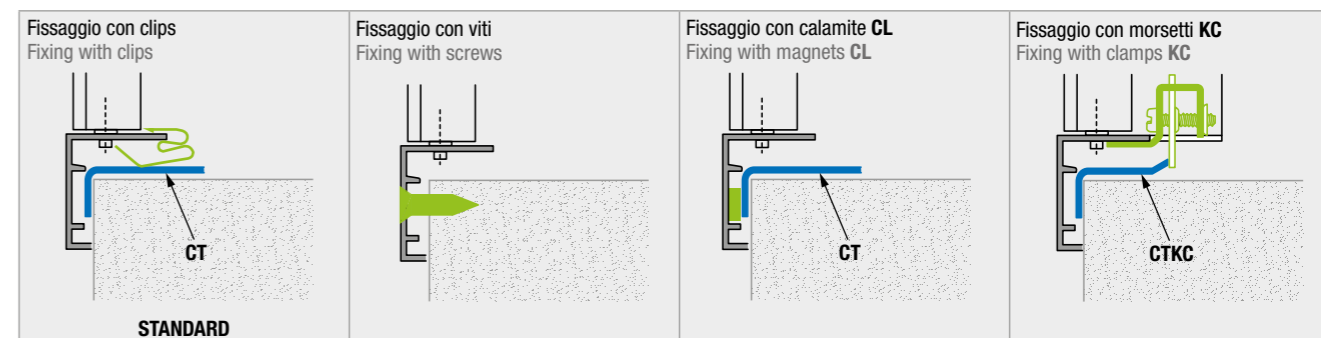 Fissaggio con clips
Fixing with clips
CT
STANDARD
Fissaggio con viti
Fixing with screws
Fissaggio con calamite CL
Fixing with magnets CL
CT
Fissaggio con morsetti KC
Fixing with clamps KC
CTKC